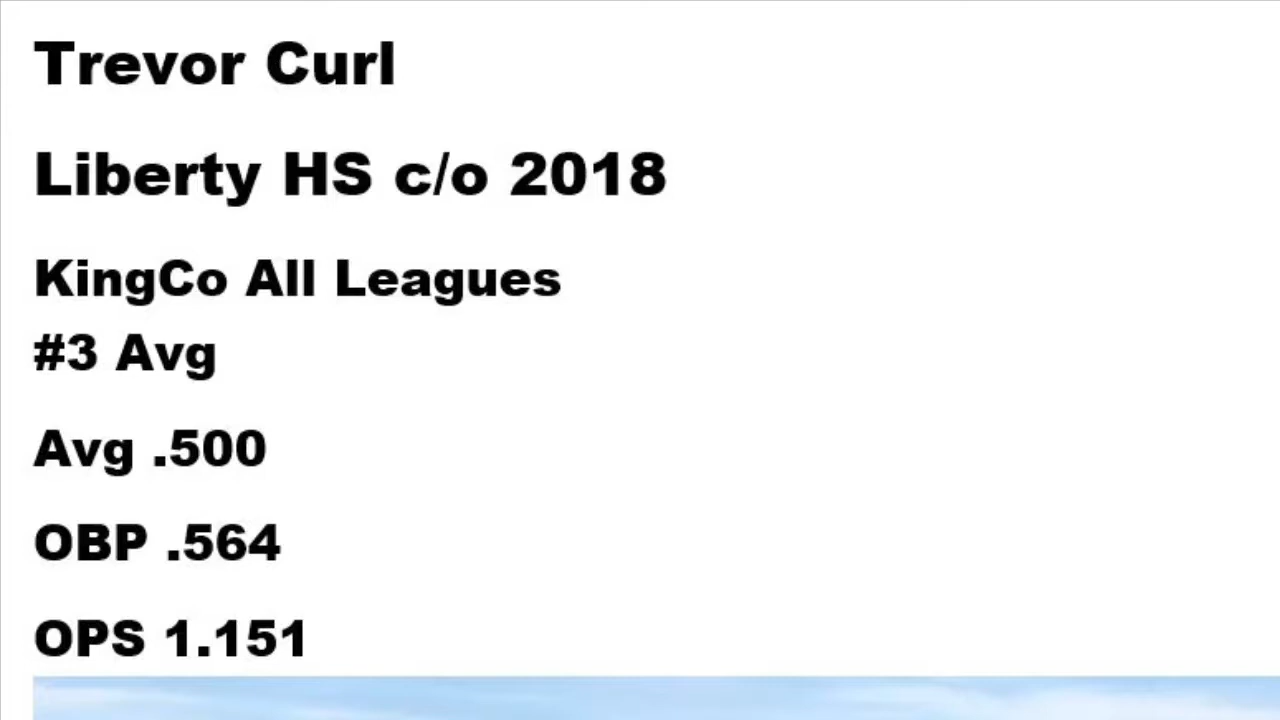 Trevor Curl
Liberty HS c/o 2018
KingCo All Leagues
#3 Avg
Avg .500
OBP .564
OPS 1.151